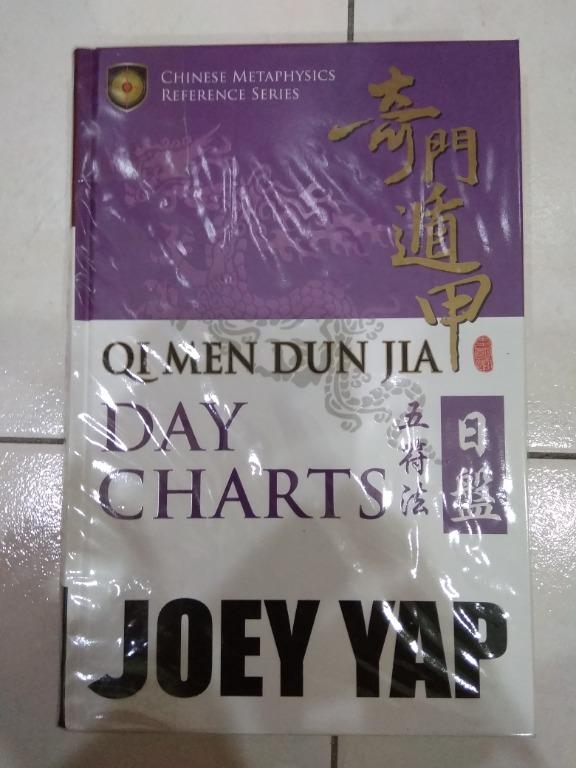 CHINESE METAPHYSICS
REFERENCE SERIES
奇門遁甲
QI MEN DUN JIA
DAY
CHARTS
五符法
日盤
JOEY YAP